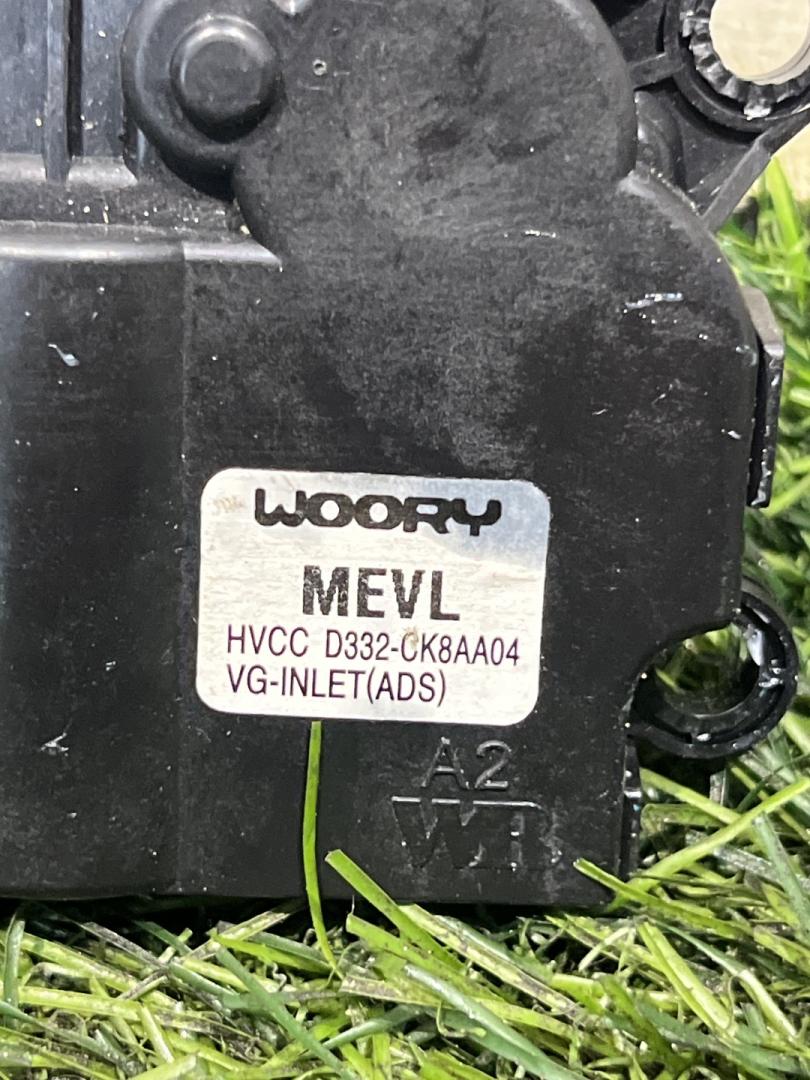 WOORY
MEVL
HVCC D332-CK8AA04
VG-INLET(ADS)
A2